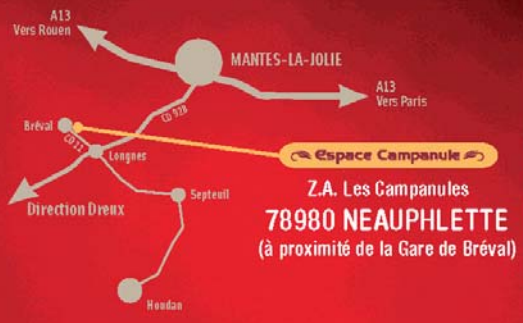 A13
Vers Rouen
MANTES-LA-JOLIE
A13
Vers Paris
CD 928
Bréval
CD 11
Longnes
Espace Campanule
Z.A. Les Campanules
Septeuil
78980 NEAUPHLETTE
Direction Dreux
(à proximité de la Gare de Bréval)
Houdan